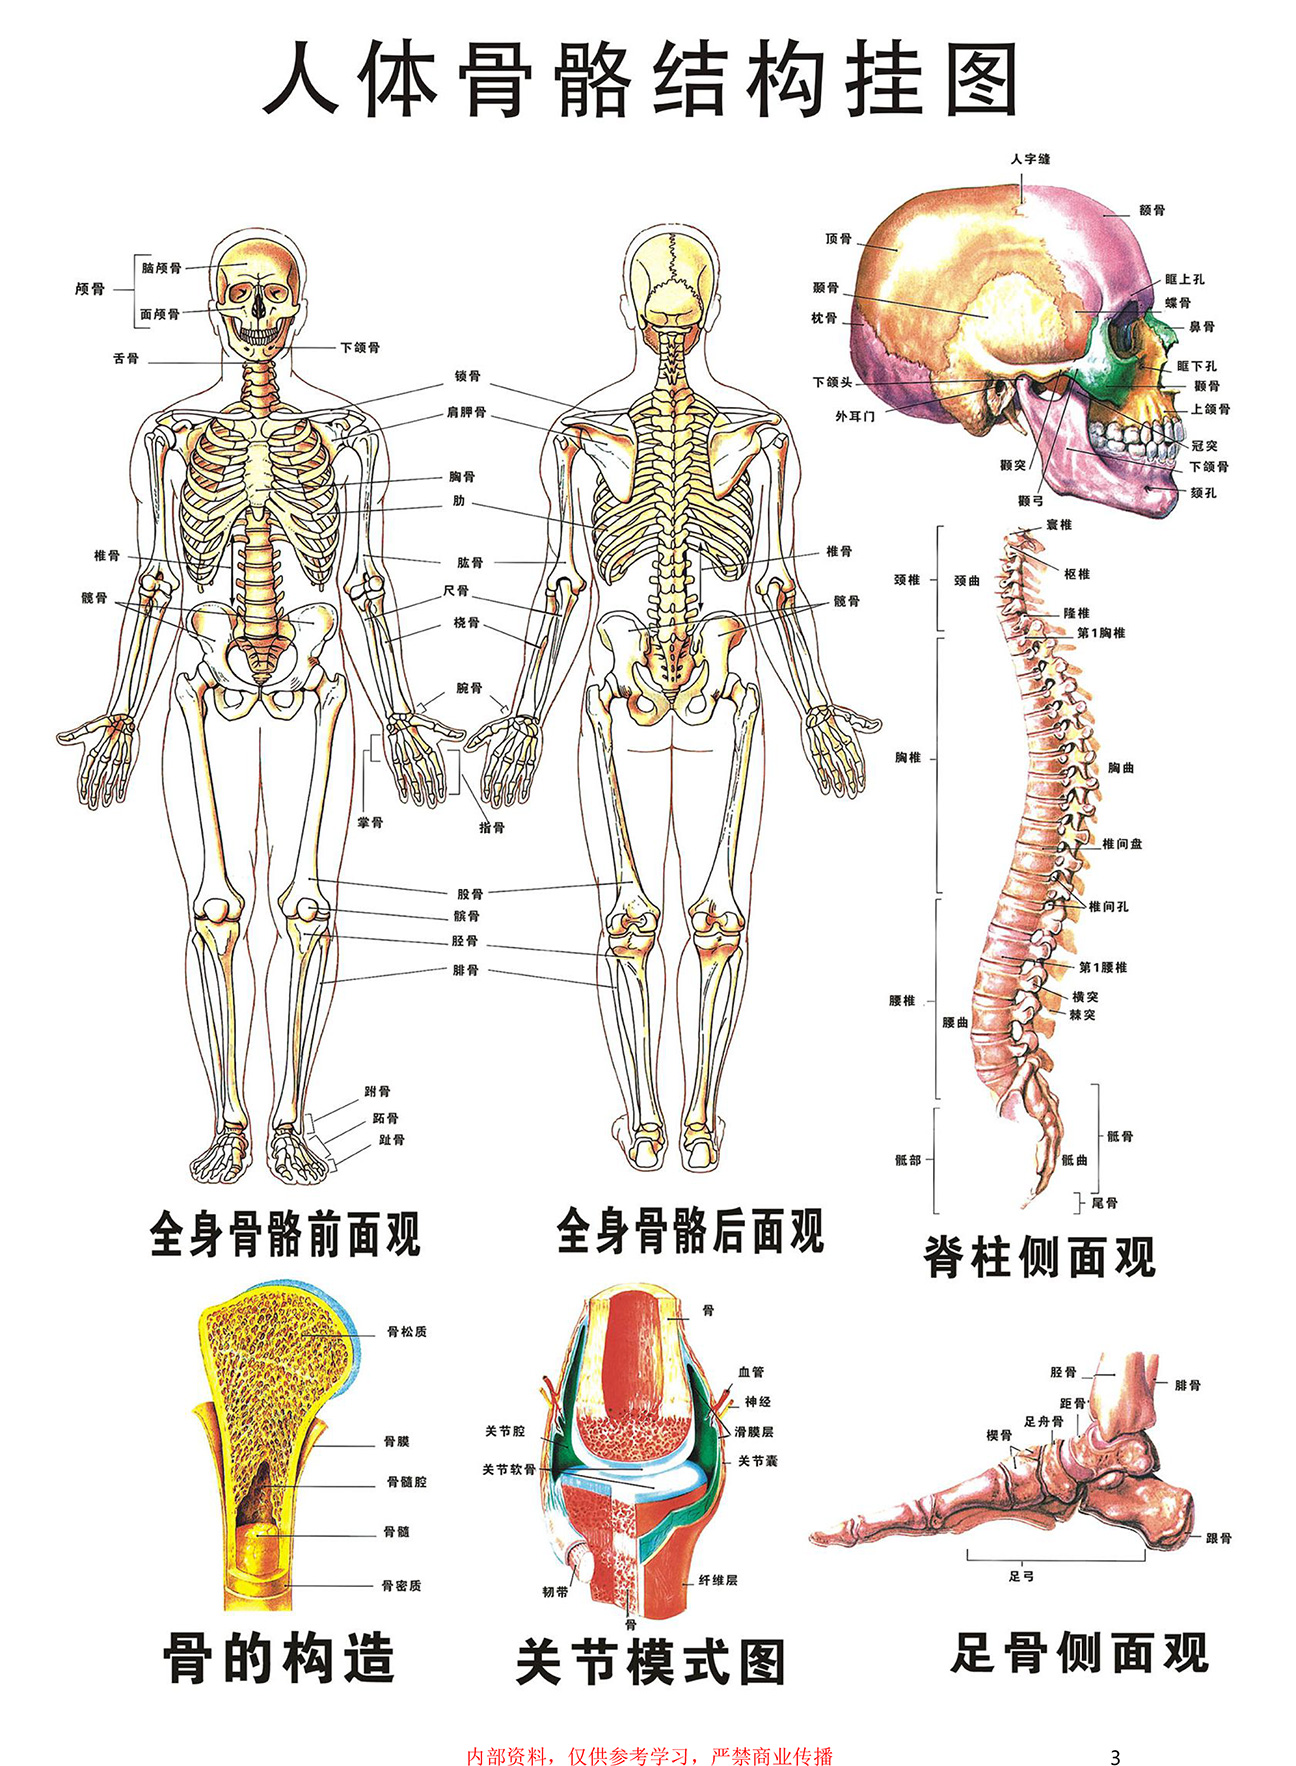 人体骨骼结构挂图
颅骨
脑颅骨
面颅骨
舌骨
下颌骨
锁骨
肩胛骨
胸骨
肋
椎骨
髋骨
肱骨
尺骨
桡骨
腕骨
掌骨
指骨
股骨
髌骨
胫骨
腓骨
跗骨
跖骨
趾骨
椎骨
髋骨
全身骨骼前面观
全身骨骼后面观
人字缝
额骨
顶骨
颞骨
枕骨
下颌头
外耳门
眶上孔
蝶骨
鼻骨
眶下孔
颧骨
上颌骨
冠突
下颌骨
颏孔
颧突
颧弓
寰椎
颈椎
颈曲
枢椎
隆椎
第1胸椎
胸椎
胸曲
椎间盘
椎间孔
第1腰椎
横突
棘突
腰椎
腰曲
骶部
骶骨
骶曲
尾骨
脊柱侧面观
骨松质
骨膜
骨髓腔
骨髓
骨密质
骨的构造
骨
血管
神经
滑膜层
关节囊
关节腔
关节软骨
韧带
纤维层
骨
关节模式图
胫骨
腓骨
距骨
足舟骨
楔骨
跟骨
足弓
足骨侧面观
内部资料，仅供参考学习，严禁商业传播
3